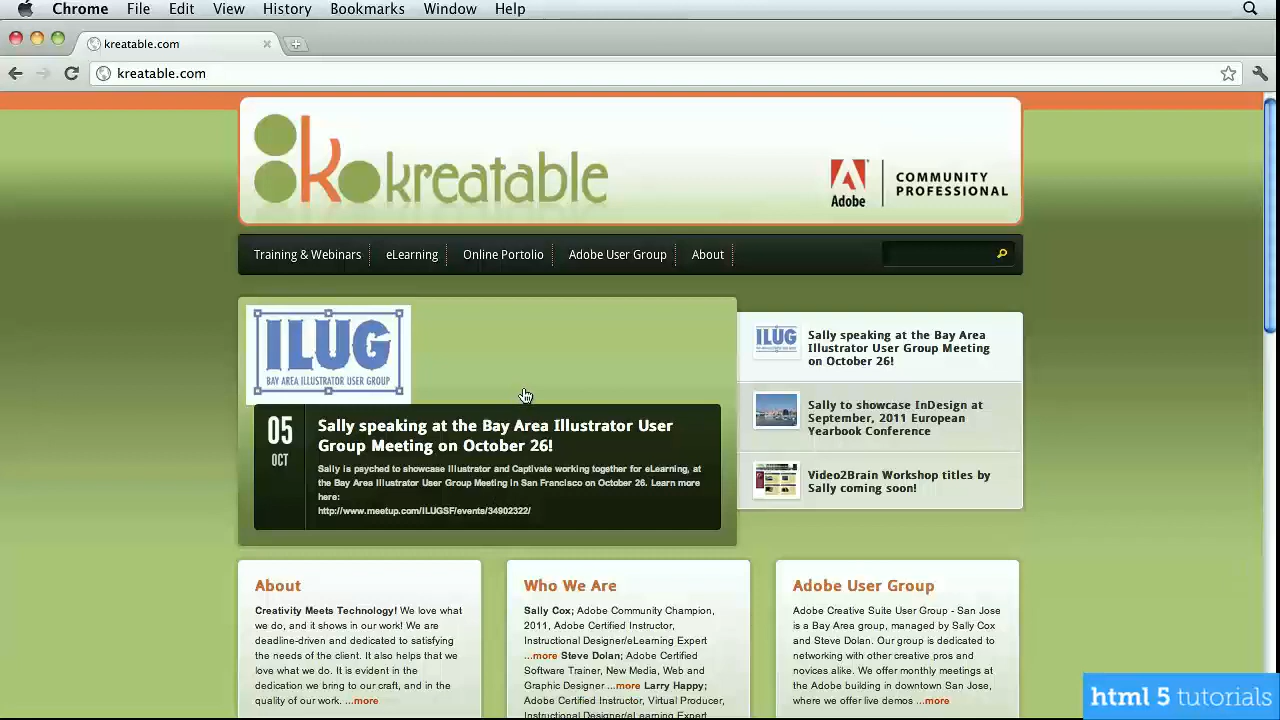 Chrome File Edit View History Bookmarks Window Help
kreatable.com
kreatable.com
kreatable
Adobe
COMMUNITY
PROFESSIONAL
Training & Webinars eLearning Online Portolio Adobe User Group About
ILUG
BAY AREA ILLUSTRATOR USER GROUP
05
OCT
Sally speaking at the Bay Area Illustrator User
Group Meeting on October 26!
Sally is psyched to showcase Illustrator and Captivate working together for eLearning, at
the Bay Area Illustrator User Group Meeting in San Francisco on October 26. Learn more
here:
http://www.meetup.com/ILUGSF/events/34902322/
ILUG
Sally speaking at the Bay Area
Illustrator User Group Meeting
on October 26!
Sally to showcase InDesign at
September, 2011 European
Yearbook Conference
Video2Brain Workshop titles by
Sally coming soon!
About
Creativity Meets Technology! We love what
we do, and it shows in our work! We are
deadline-driven and dedicated to satisfying
the needs of the client. It also helps that we
love what we do. It is evident in the
dedication we bring to our craft, and in the
quality of our work. ...more
Who We Are
Sally Cox; Adobe Community Champion,
2011, Adobe Certified Instructor,
Instructional Designer/eLearning Expert
...more Steve Dolan; Adobe Certified
Software Trainer, New Media, Web and
Graphic Designer ...more Larry Happy;
Adobe Certified Instructor, Virtual Producer,
Instructional Designer/eLearning Expert
Adobe User Group
Adobe Creative Suite User Group - San Jose
is a Bay Area group, managed by Sally Cox
and Steve Dolan. Our group is dedicated to
networking with other creative pros and
novices alike. We offer monthly meetings at
the Adobe building in downtown San Jose,
where we offer live demos ...more
html 5 tutorials